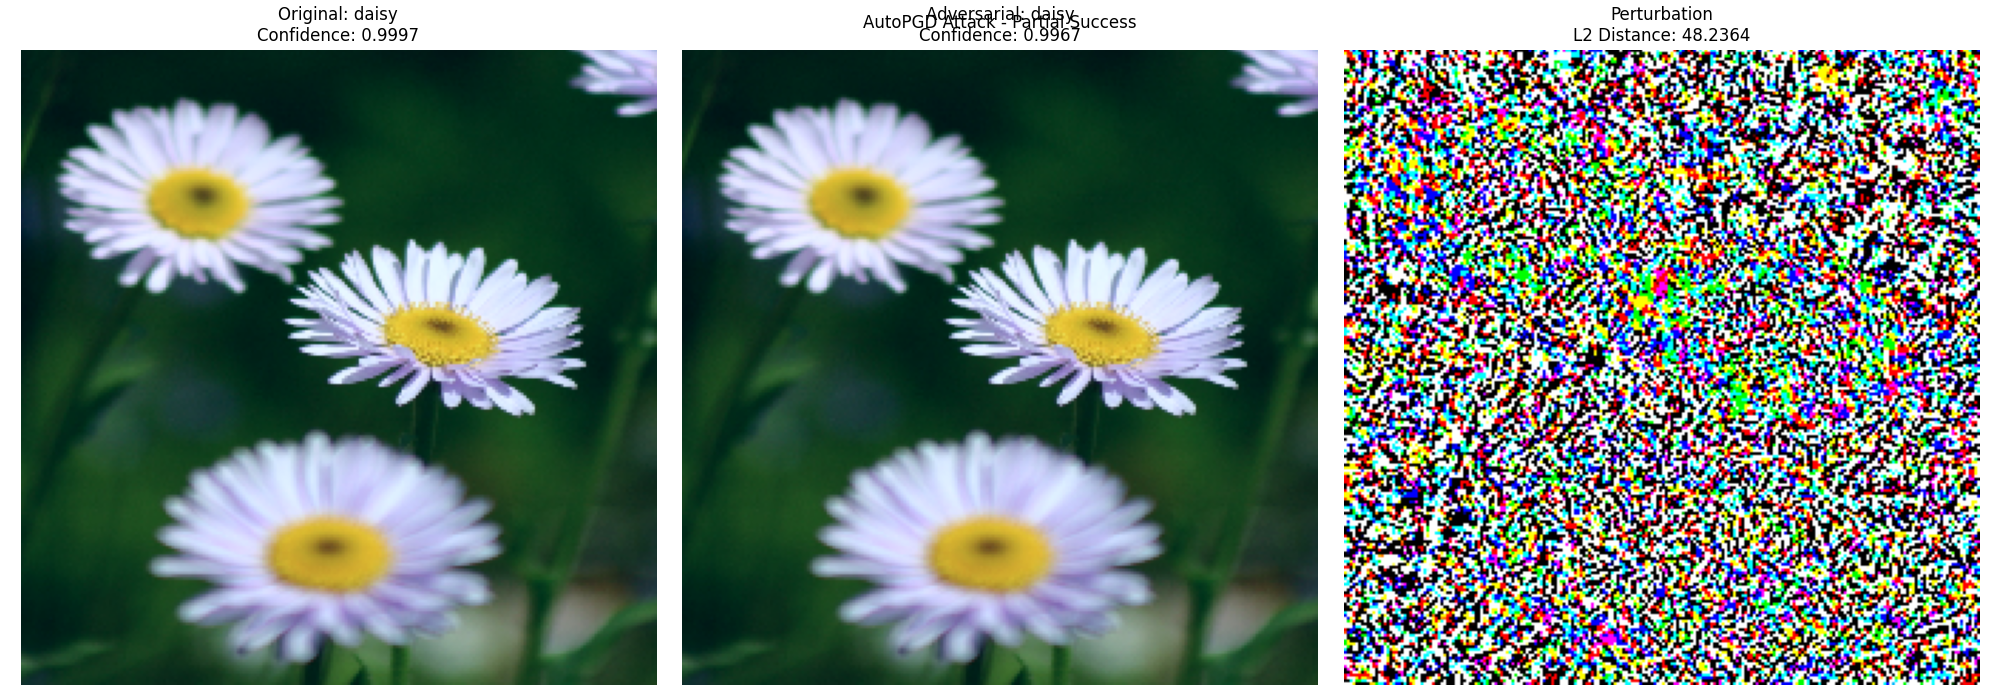 Original: daisy
Confidence: 0.9997
AutoPGD Attack - Partial Success
Adversarial: daisy
Confidence: 0.9967
Perturbation
L2 Distance: 48.2364